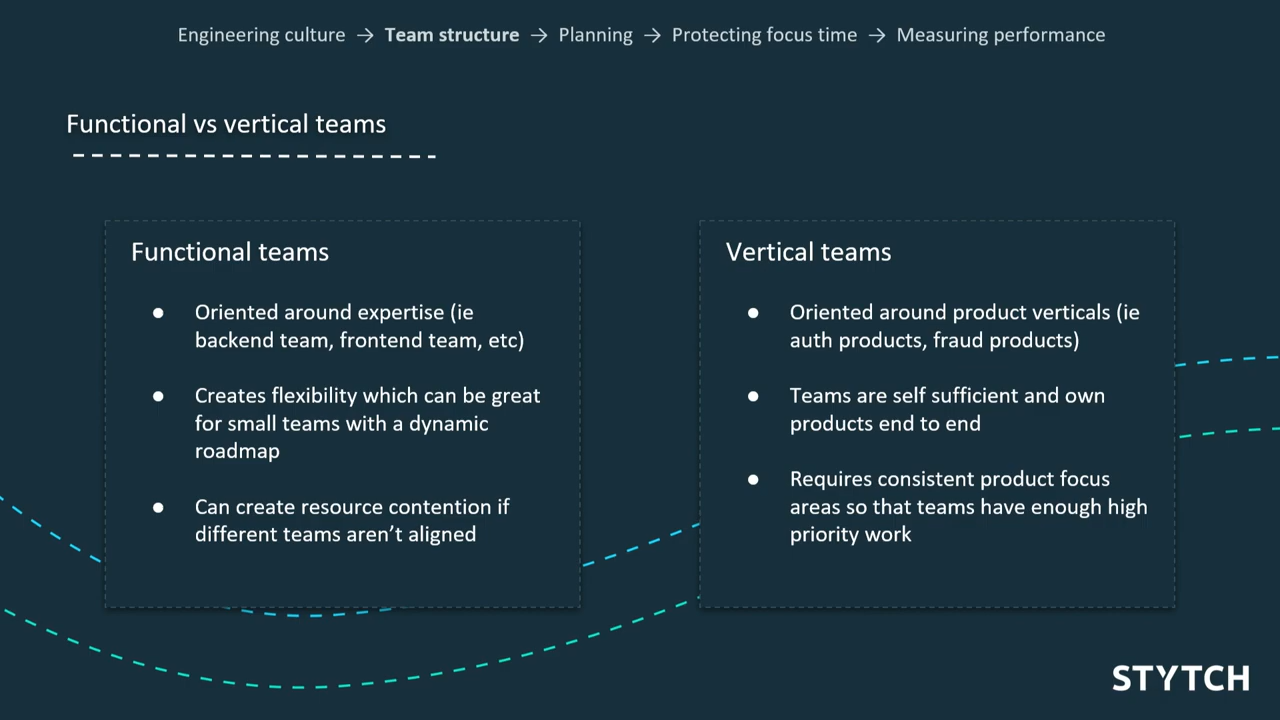 Engineering culture → Team structure → Planning → Protecting focus time → Measuring performance
Functional vs vertical teams
Functional teams
● Oriented around expertise (ie
backend team, frontend team, etc)
● Creates flexibility which can be great
for small teams with a dynamic
roadmap
● Can create resource contention if
different teams aren’t aligned
Vertical teams
● Oriented around product verticals (ie
auth products, fraud products)
● Teams are self sufficient and own
products end to end
● Requires consistent product focus
areas so that teams have enough high
priority work
STYTCH